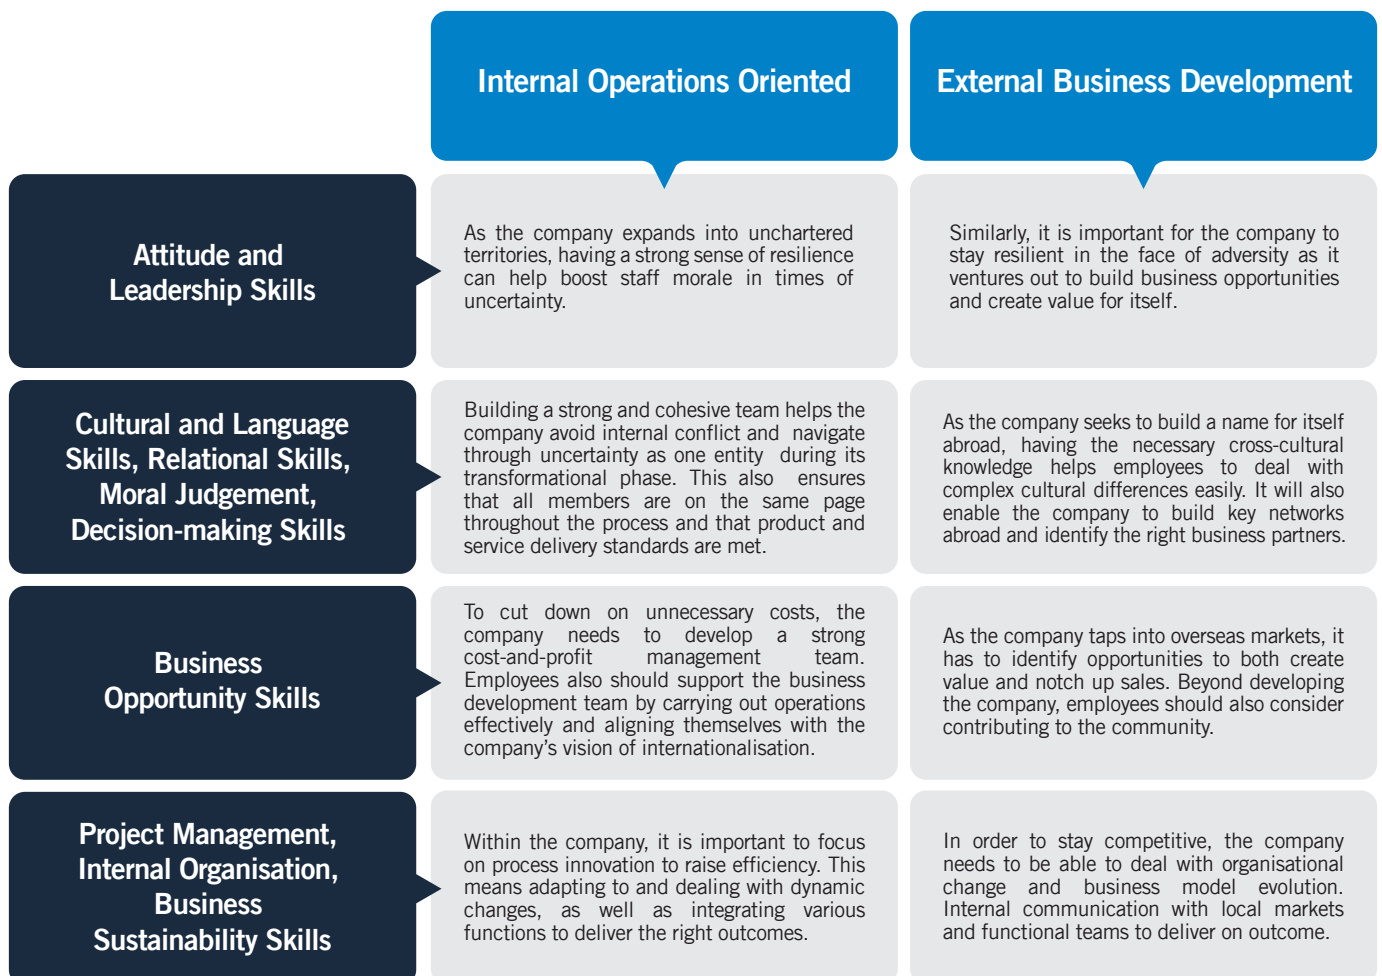 Internal Operations Oriented
External Business Development
Attitude and
Leadership Skills
As the company expands into unchartered
territories, having a strong sense of resilience
can help boost staff morale in times of
uncertainty.
Similarly, it is important for the company to
stay resilient in the face of adversity as it
ventures out to build business opportunities
and create value for itself.
Cultural and Language
Skills, Relational Skills,
Moral Judgement,
Decision-making Skills
Building a strong and cohesive team helps the
company avoid internal conflict and navigate
through uncertainty as one entity during its
transformational phase. This also ensures
that all members are on the same page
throughout the process and that product and
service delivery standards are met.
As the company seeks to build a name for itself
abroad, having the necessary cross-cultural
knowledge helps employees to deal with
complex cultural differences easily. It will also
enable the company to build key networks
abroad and identify the right business partners.
Business
Opportunity Skills
To cut down on unnecessary costs, the
company needs to develop a strong
cost-and-profit management team.
Employees also should support the business
development team by carrying out operations
effectively and aligning themselves with the
company's vision of internationalisation.
As the company taps into overseas markets, it
has to identify opportunities to both create
value and notch up sales. Beyond developing
the company, employees should also consider
contributing to the community.
Project Management,
Internal Organisation,
Business
Sustainability Skills
Within the company, it is important to focus
on process innovation to raise efficiency. This
means adapting to and dealing with dynamic
changes, as well as integrating various
functions to deliver the right outcomes.
In order to stay competitive, the company
needs to be able to deal with organisational
change and business model evolution.
Internal communication with local markets
and functional teams to deliver on outcome.